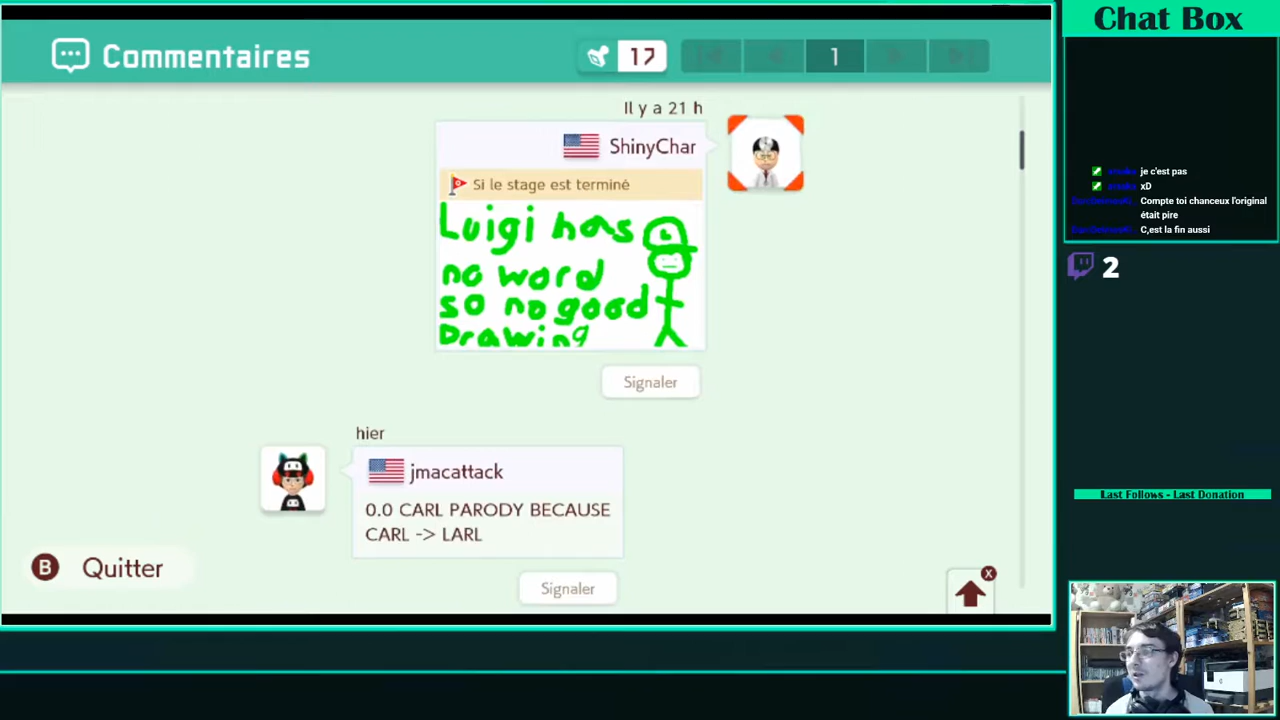 Commentaires
17
1
Il y a 21 h
ShinyChar
Si le stage est terminé
Luigi has
no word
so no good
Drawing
L
Signaler
hier
jmacattack
0.0 CARL PARODY BECAUSE
CARL -> LARL
Signaler
B Quitter
X
Chat Box
je c'est pas
xD
Compte toi chanceux l'original
était pire
C,est la fin aussi
2
Last Follows - Last Donation